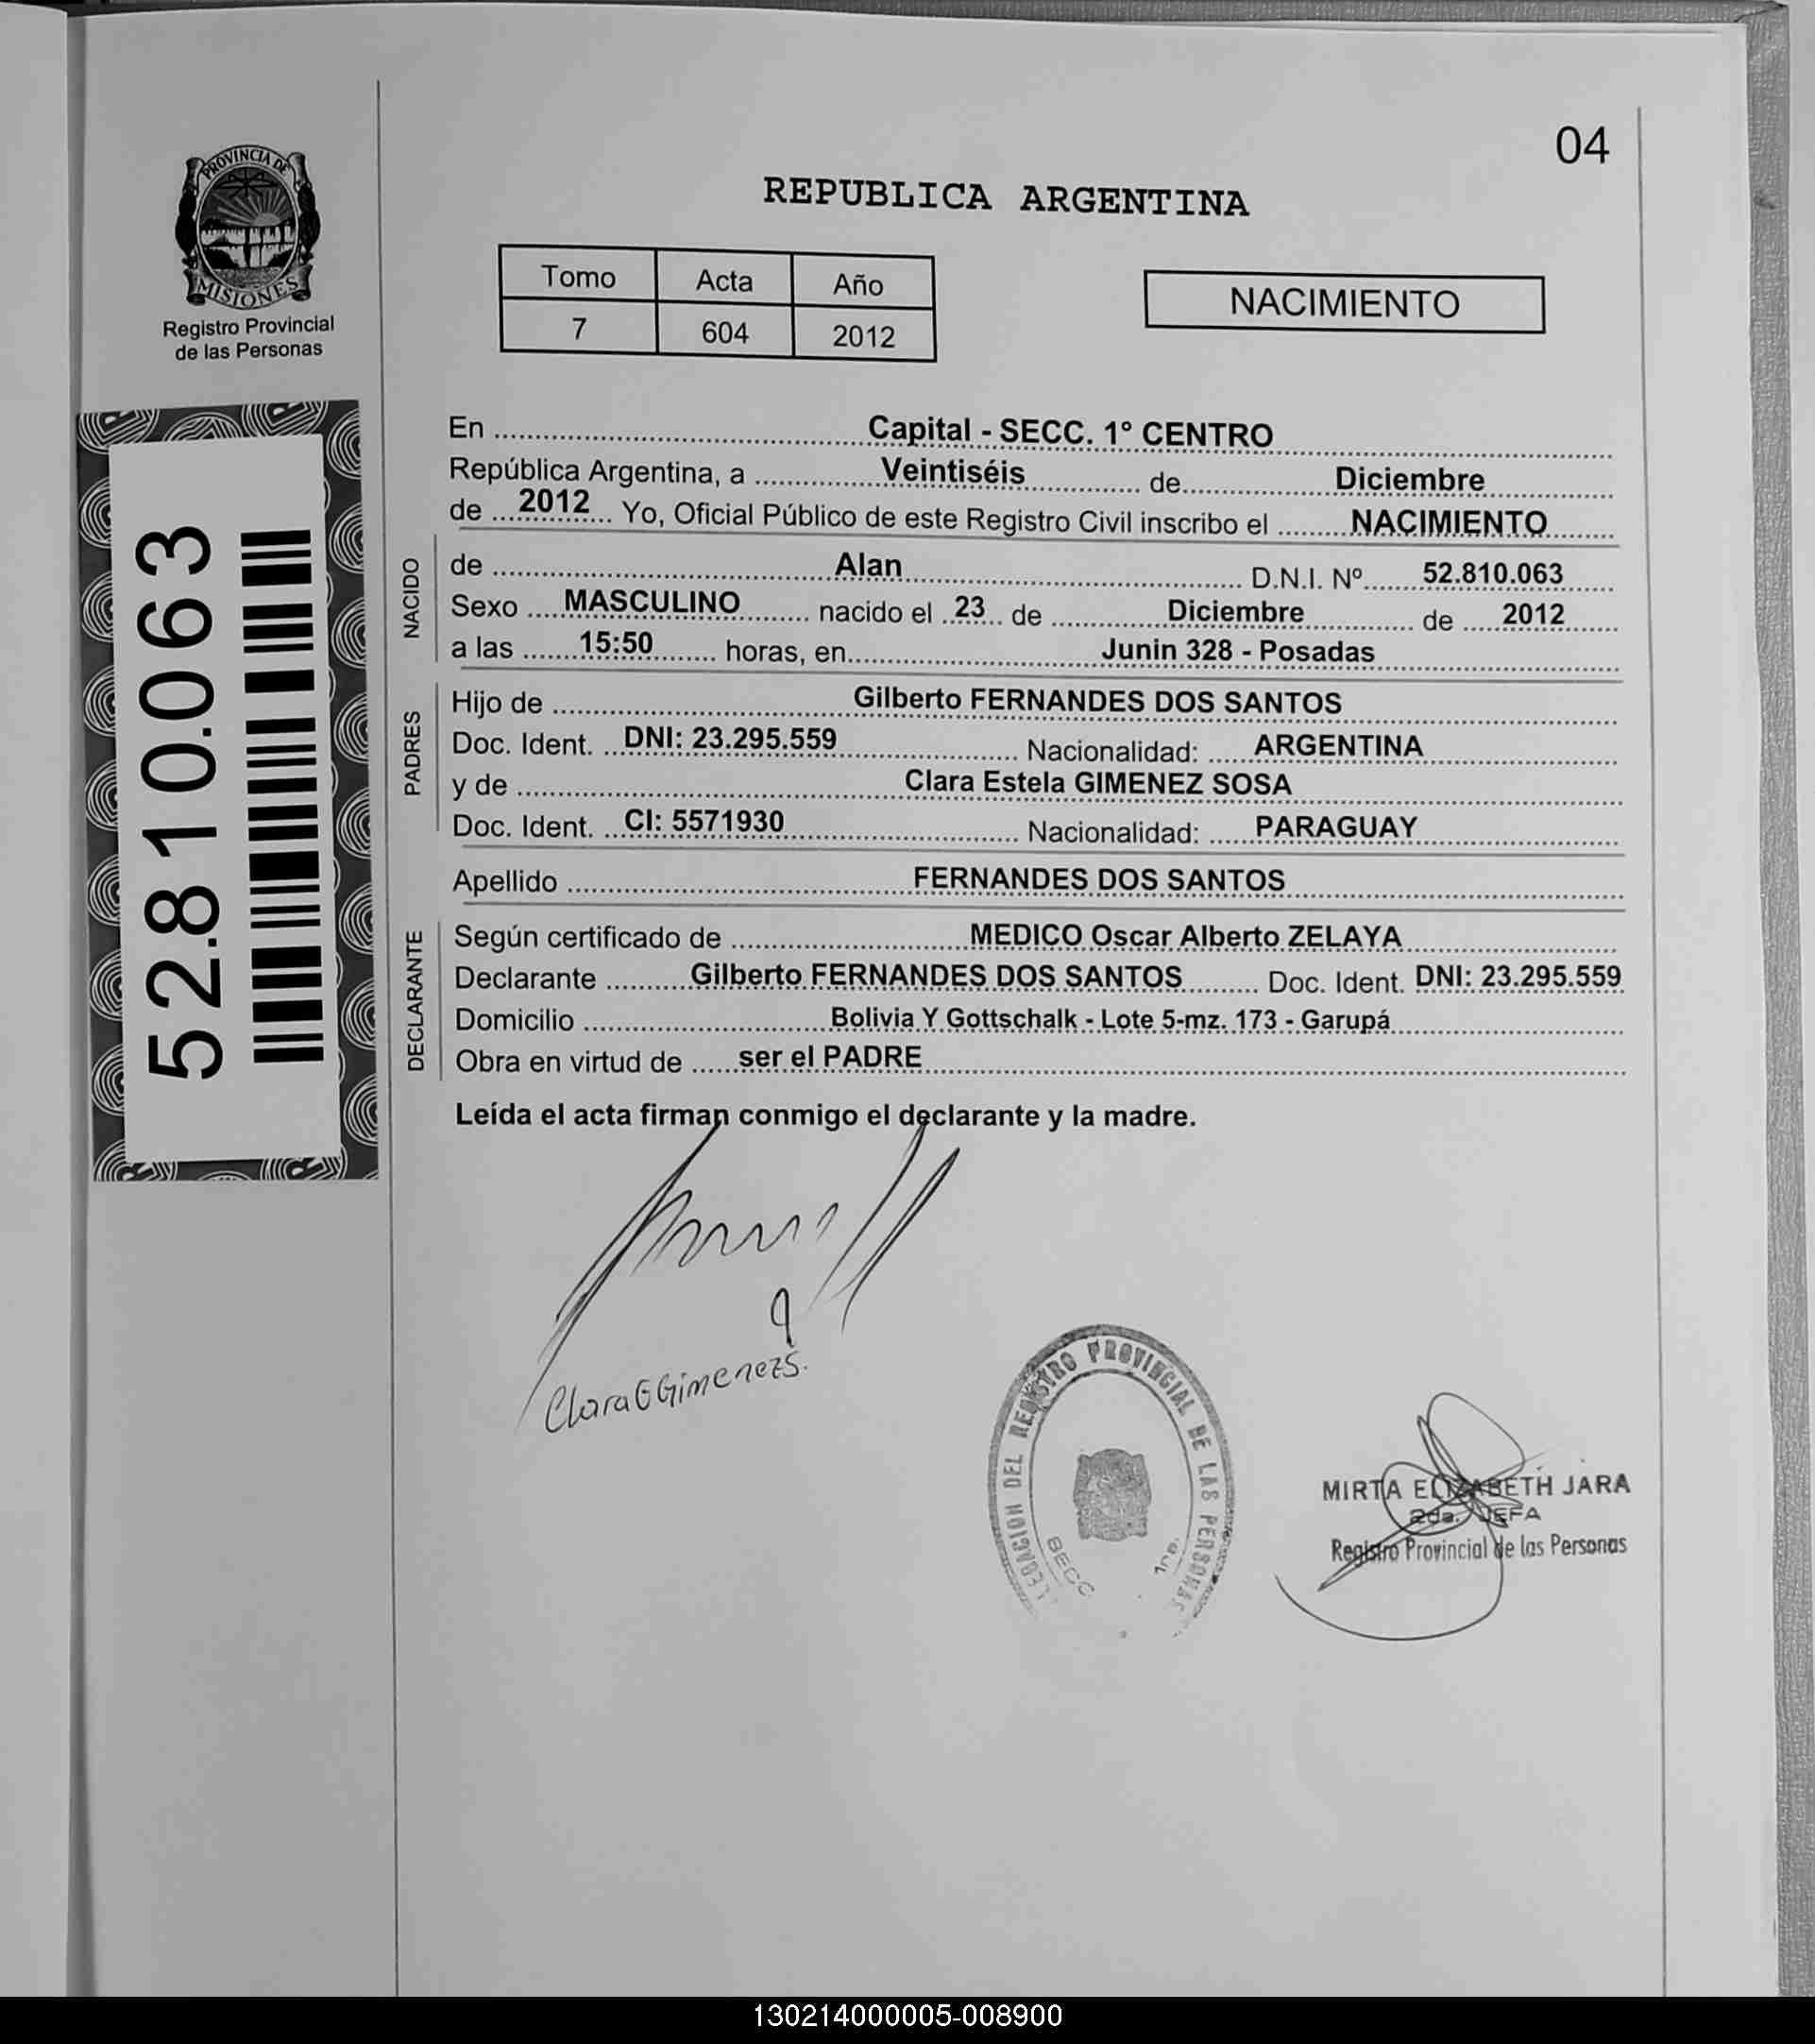 04
PROVINCIA DE
MISIONES
Registro Provincial
de las Personas
REPUBLICA ARGENTINA
Tomo Acta Año
7 604 2012
NACIMIENTO
52.810.063
En Capital - SECC. 1° CENTRO
República Argentina, a Veintiséis de Diciembre
de 2012 Yo, Oficial Público de este Registro Civil inscribo el NACIMIENTO
NACIDO
de Alan D.N.I. Nº 52.810.063
Sexo MASCULINO nacido el 23 de Diciembre de 2012
a las 15:50 horas, en Junin 328 - Posadas
PADRES
Hijo de Gilberto FERNANDES DOS SANTOS
Doc. Ident. DNI: 23.295.559 Nacionalidad: ARGENTINA
y de Clara Estela GIMENEZ SOSA
Doc. Ident. CI: 5571930 Nacionalidad: PARAGUAY
Apellido FERNANDES DOS SANTOS
DECLARANTE
Según certificado de MEDICO Oscar Alberto ZELAYA
Declarante Gilberto FERNANDES DOS SANTOS Doc. Ident. DNI: 23.295.559
Domicilio Bolivia Y Gottschalk - Lote 5-mz. 173 - Garupá
Obra en virtud de ser el PADRE
Leída el acta firman conmigo el declarante y la madre.
Clara E Gimenez S.
DEL REGISTRO PROVINCIAL DE LAS PERSONAS
SECC 1ra.
MIRTA ELIZABETH JARA
2da. JEFA
Registro Provincial de las Personas
130214000005-008900